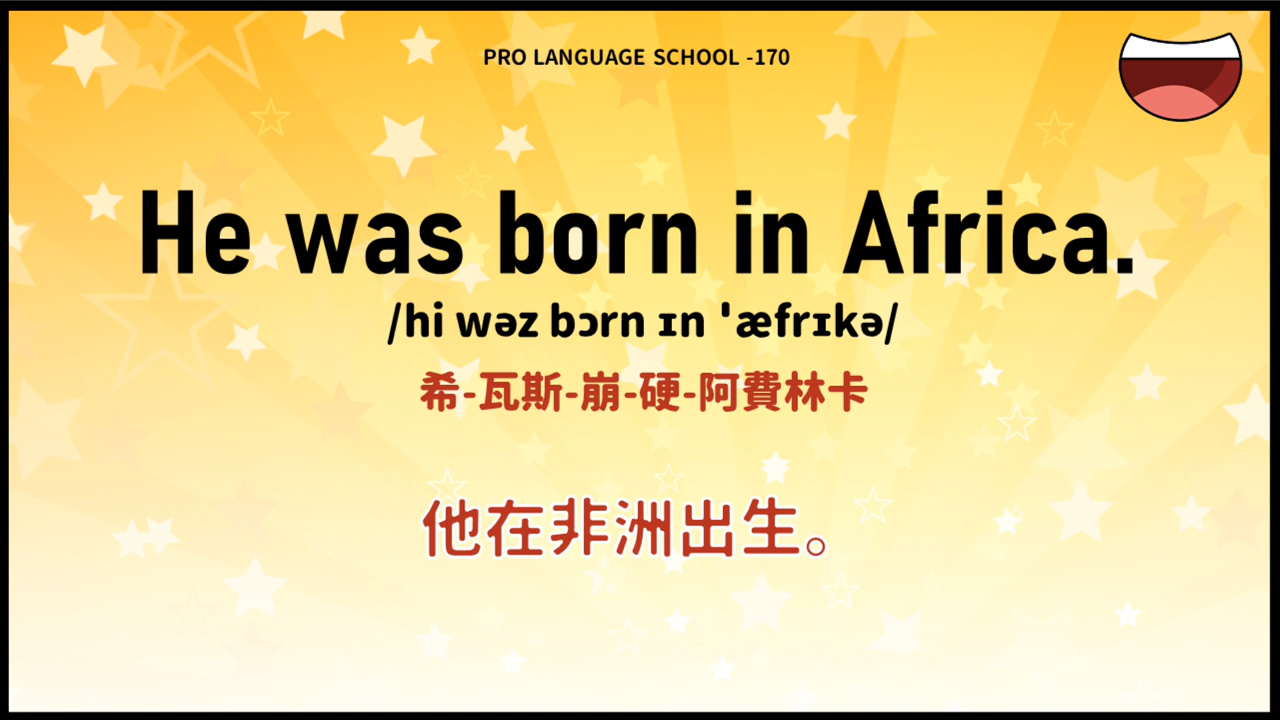 PRO LANGUAGE SCHOOL -170
He was born in Africa.
/hi wəz bɔrn ɪn ˈæfrɪkə/
希-瓦斯-崩-硬-阿費林卡
他在非洲出生。